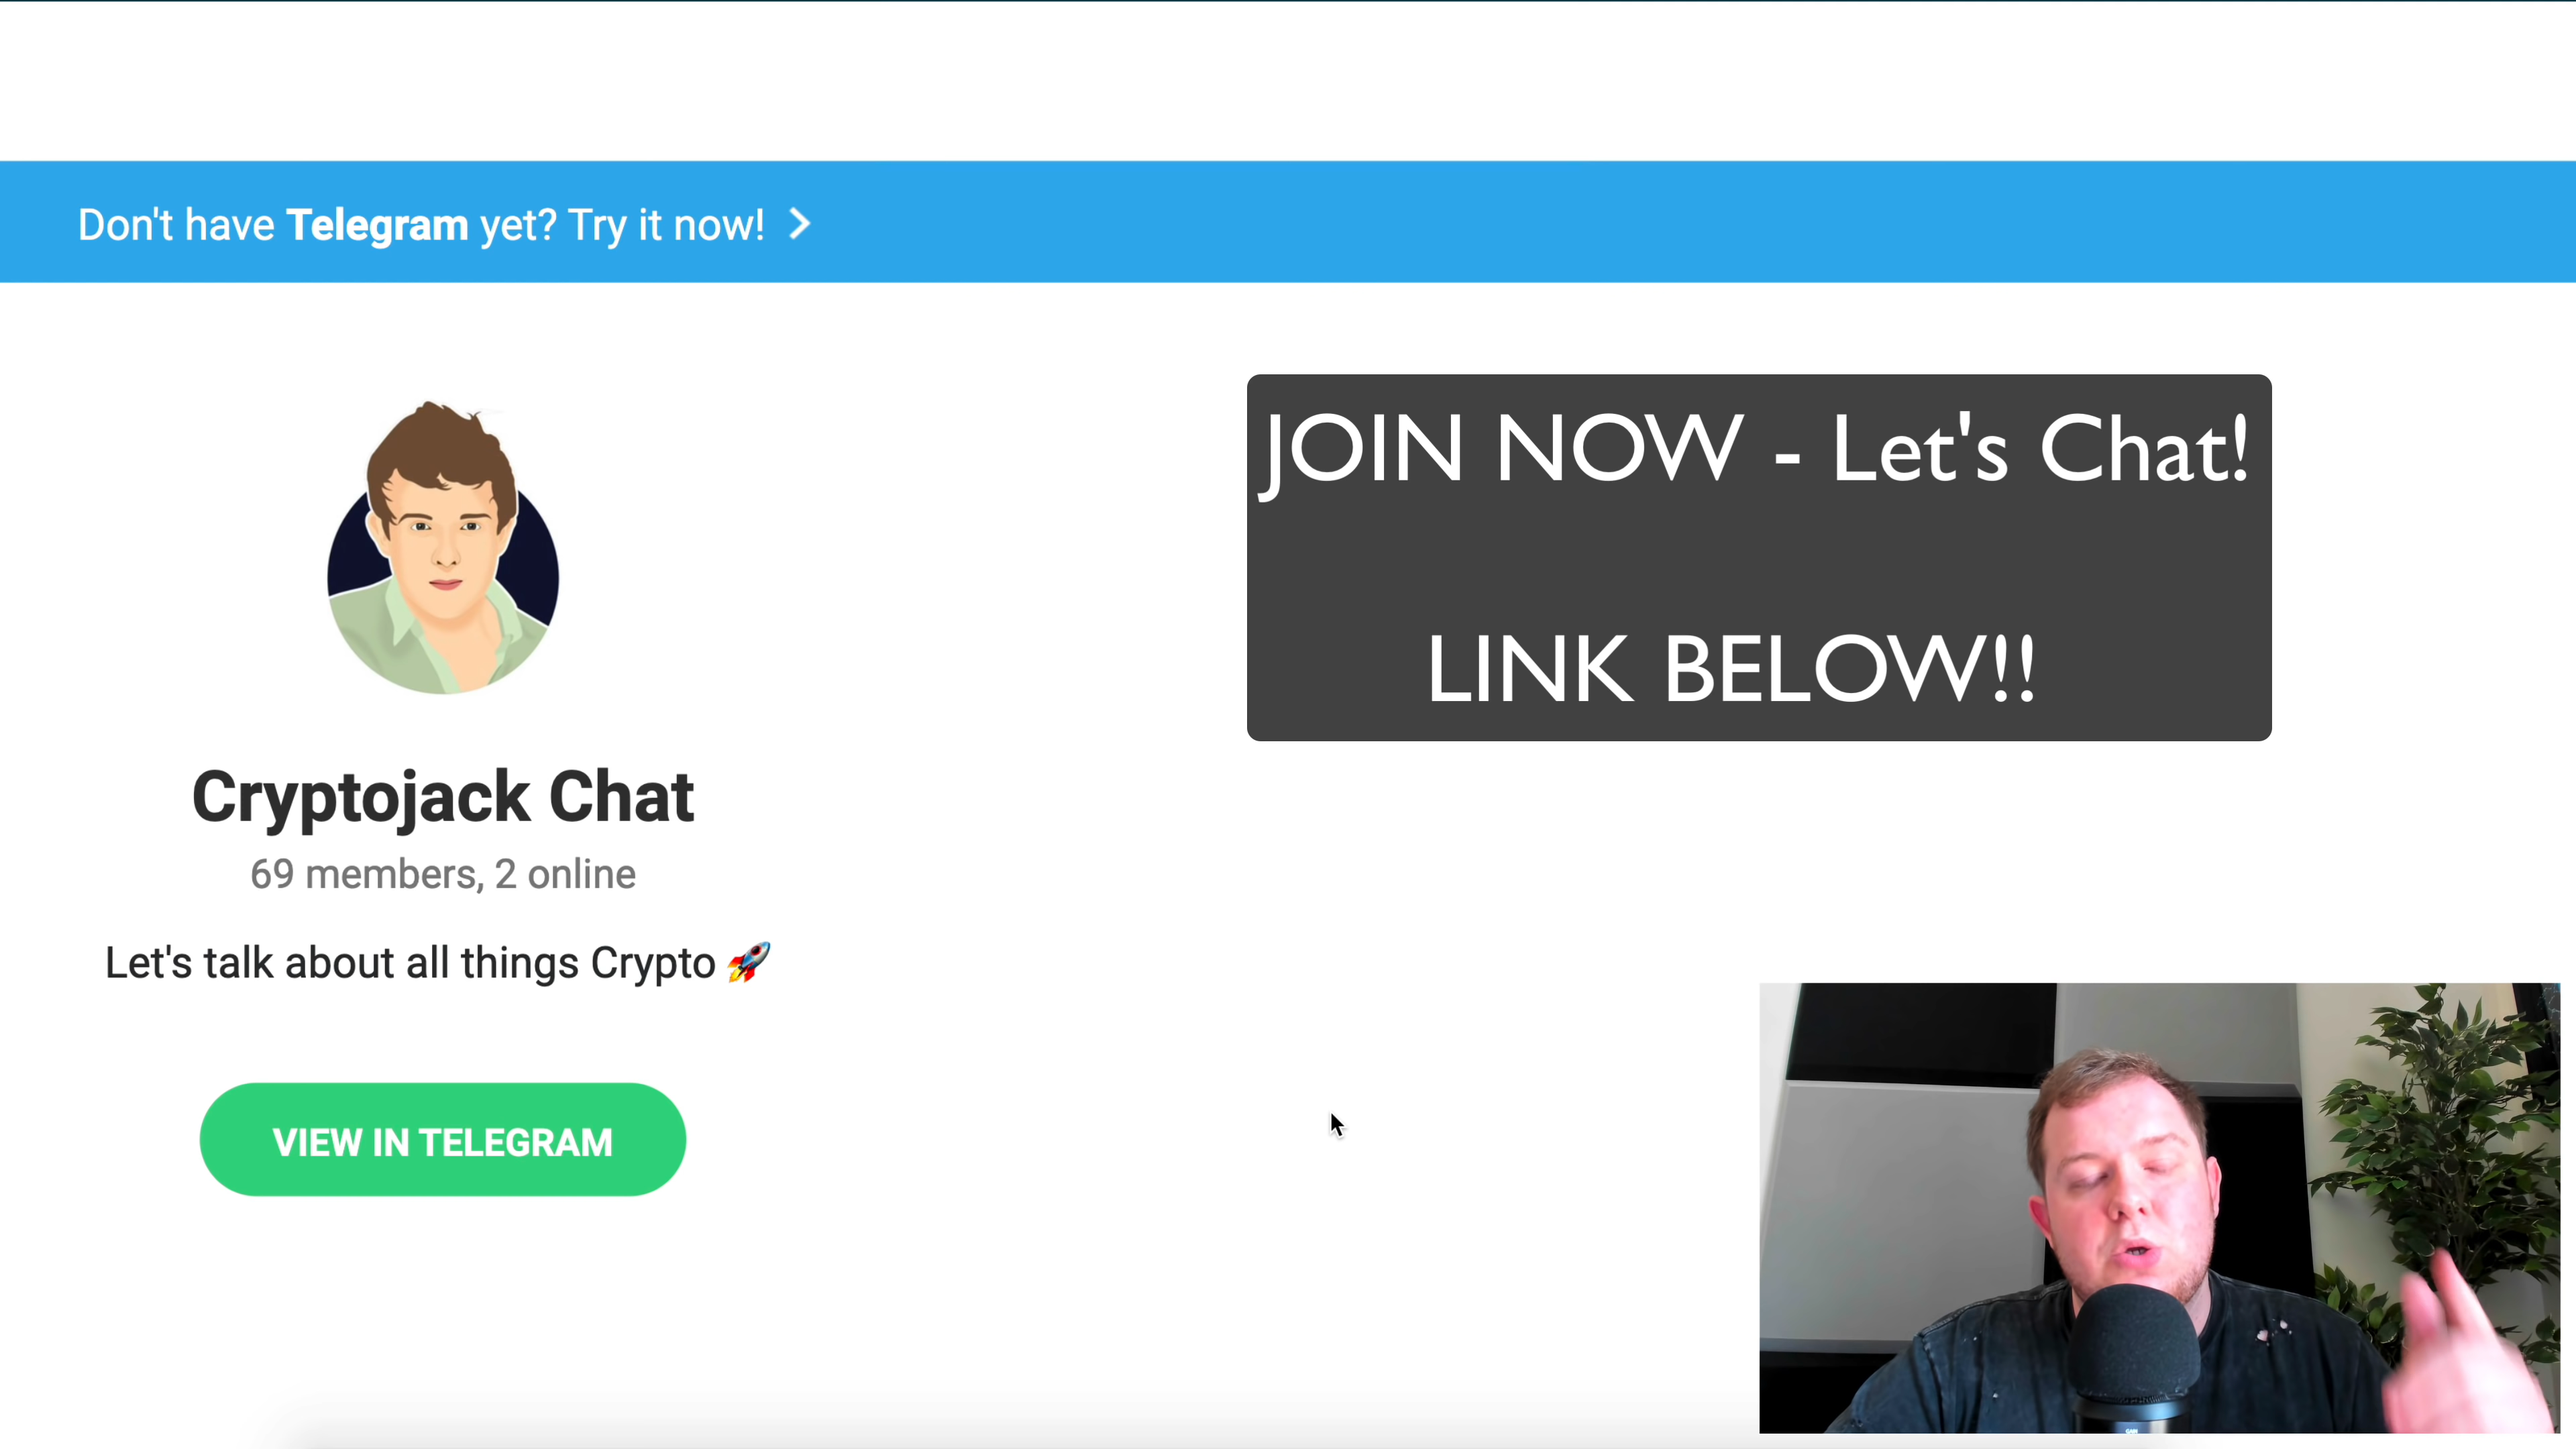 Don't have Telegram yet? Try it now!
JOIN NOW - Let's Chat!
LINK BELOW!!
Cryptojack Chat
69 members, 2 online
Let's talk about all things Crypto 🚀
VIEW IN TELEGRAM
GAIN